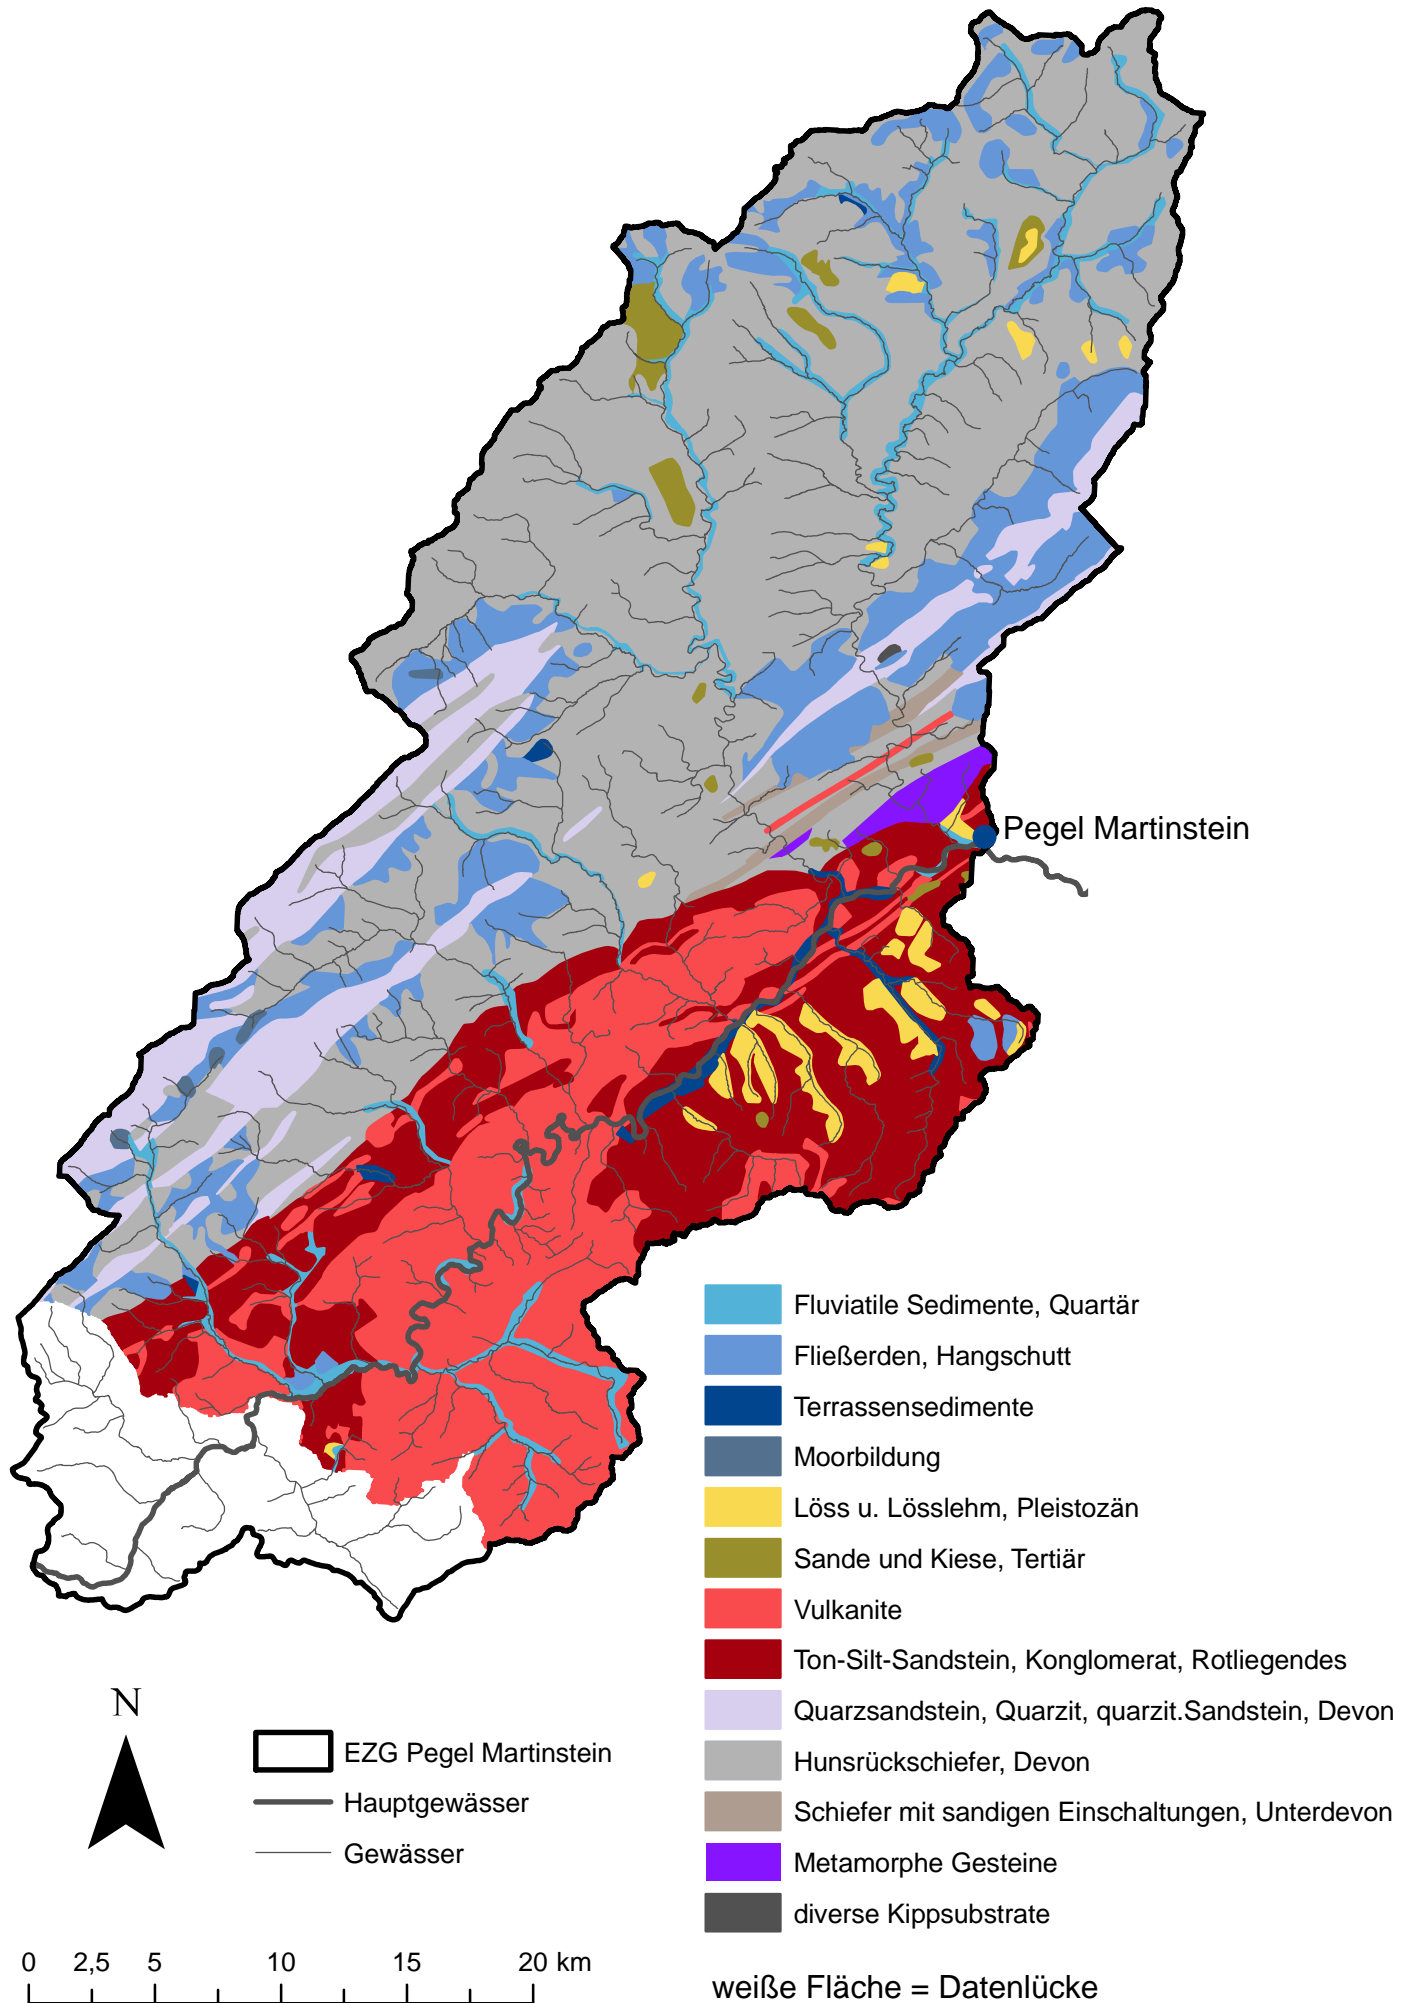 Pegel Martinstein
Fluviatile Sedimente, Quartär
Fließerden, Hangschutt
Terrassensedimente
Moorbildung
Löss u. Lösslehm, Pleistozän
Sande und Kiese, Tertiär
Vulkanite
Ton-Silt-Sandstein, Konglomerat, Rotliegendes
Quarzsandstein, Quarzit, quarzit.Sandstein, Devon
Hunsrückschiefer, Devon
Schiefer mit sandigen Einschaltungen, Unterdevon
Metamorphe Gesteine
diverse Kippsubstrate
weiße Fläche = Datenlücke
N
EZG Pegel Martinstein
Hauptgewässer
Gewässer
0 2,5 5 10 15 20 km